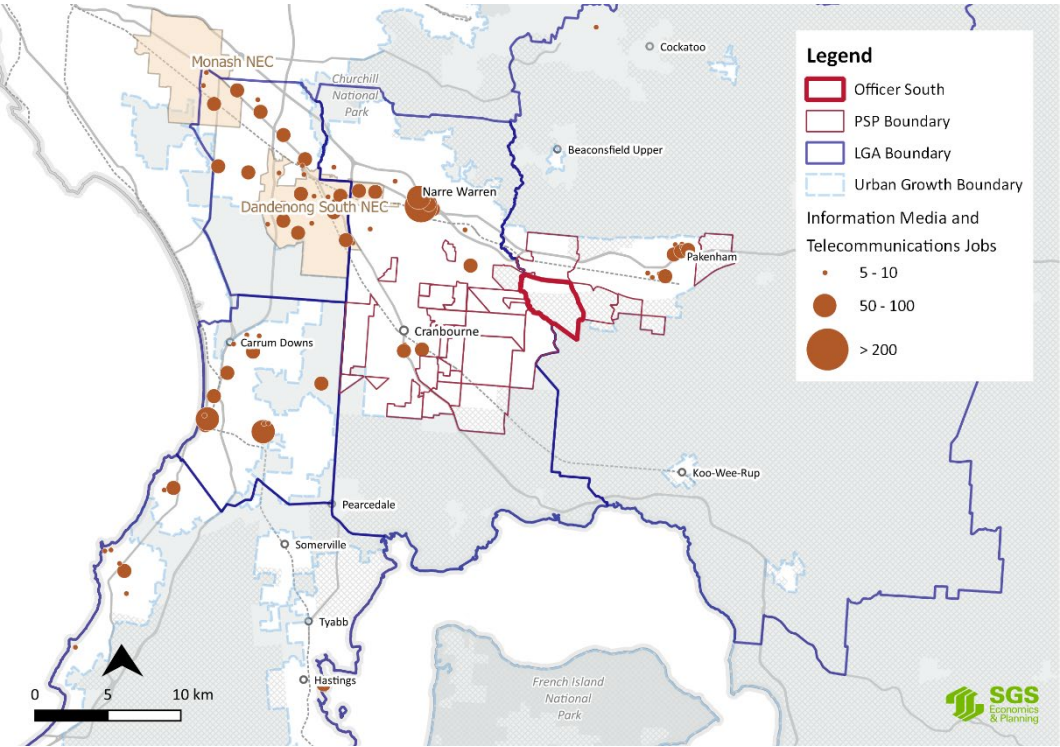 Monash NEC
Churchill
National
Park
Cockatoo
Beaconsfield Upper
Narre Warren
Dandenong South NEC
Pakenham
Cranbourne
Carrum Downs
Koo-Wee-Rup
Pearcedale
Somerville
Tyabb
Hastings
French Island
National
Park
0 5 10 km
Legend
Officer South
PSP Boundary
LGA Boundary
Urban Growth Boundary
Information Media and
Telecommunications Jobs
5 - 10
50 - 100
> 200
SGS
Economics
& Planning